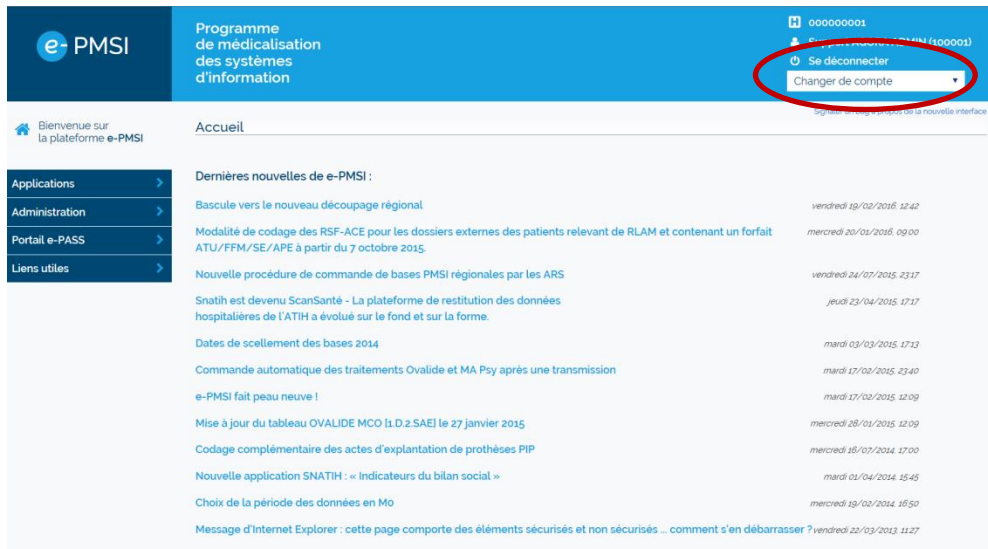 e- PMSI
Programme
de médicalisation
des systèmes
d'information
H 000000001
Support AGORA ADMIN (100001)
Se déconnecter
Changer de compte
Signaler un bug à propos de la nouvelle interface
Bienvenue sur
la plateforme e-PMSI
Accueil
Applications
Administration
Portail e-PASS
Liens utiles
Dernières nouvelles de e-PMSI :
Bascule vers le nouveau découpage régional vendredi 19/02/2016, 12:42
Modalité de codage des RSF-ACE pour les dossiers externes des patients relevant de RLAM et contenant un forfait mercredi 20/01/2016, 09:00
ATU/FFM/SE/APE à partir du 7 octobre 2015.
Nouvelle procédure de commande de bases PMSI régionales par les ARS vendredi 24/07/2015, 23:17
Snatih est devenu ScanSanté - La plateforme de restitution des données jeudi 23/04/2015, 17:17
hospitalières de l'ATIH a évolué sur le fond et sur la forme.
Dates de scellement des bases 2014 mardi 03/03/2015, 17:13
Commande automatique des traitements Ovalide et MA Psy après une transmission mardi 17/02/2015, 23:40
e-PMSI fait peau neuve ! mardi 17/02/2015, 12:09
Mise à jour du tableau OVALIDE MCO [1.D.2.SAE] le 27 janvier 2015 mercredi 28/01/2015, 12:09
Codage complémentaire des actes d'explantation de prothèses PIP mercredi 16/07/2014, 17:00
Nouvelle application SNATIH : « Indicateurs du bilan social » mardi 01/04/2014, 15:45
Choix de la période des données en M0 mercredi 19/02/2014, 16:50
Message d'Internet Explorer : cette page comporte des éléments sécurisés et non sécurisés ... comment s'en débarrasser ? vendredi 22/03/2013, 11:27